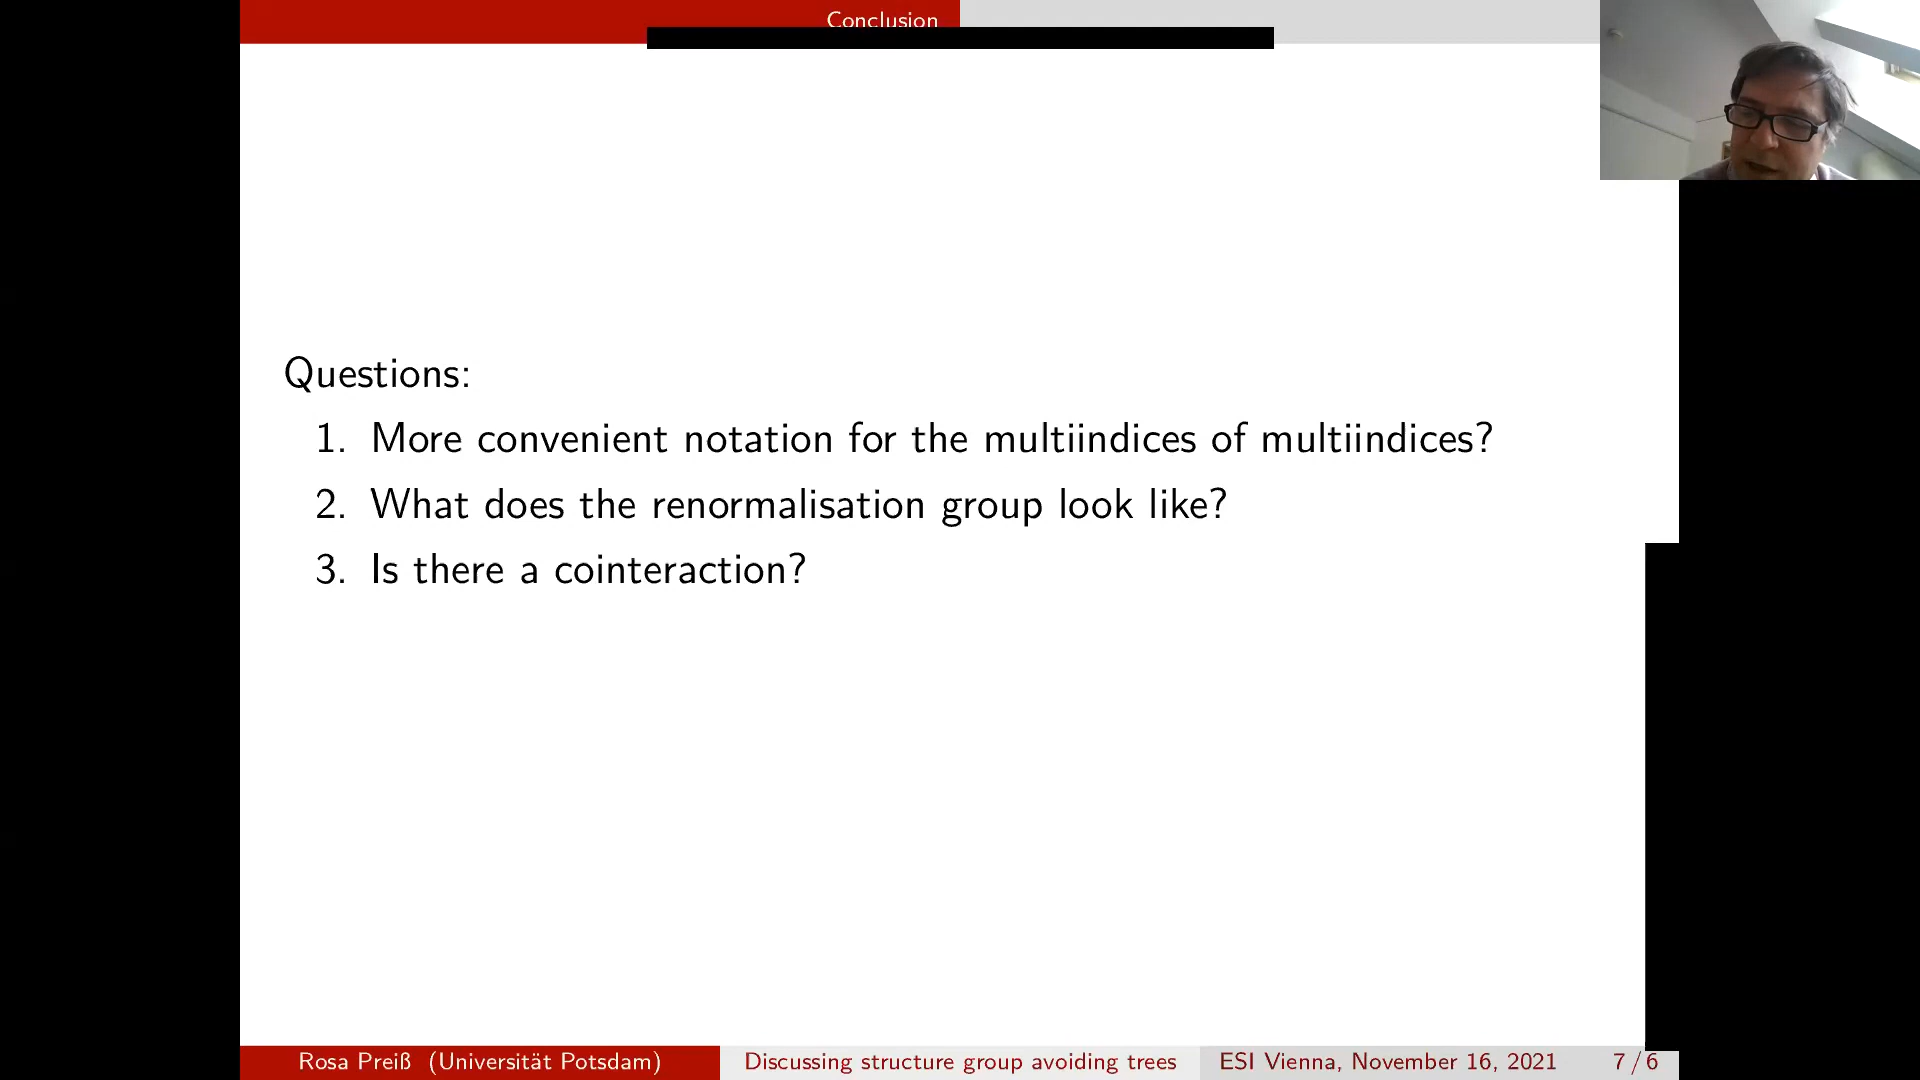 Conclusion
Questions:
1. More convenient notation for the multiindices of multiindices?
2. What does the renormalisation group look like?
3. Is there a cointeraction?
Rosa Preiß (Universität Potsdam) Discussing structure group avoiding trees ESI Vienna, November 16, 2021 7 / 6